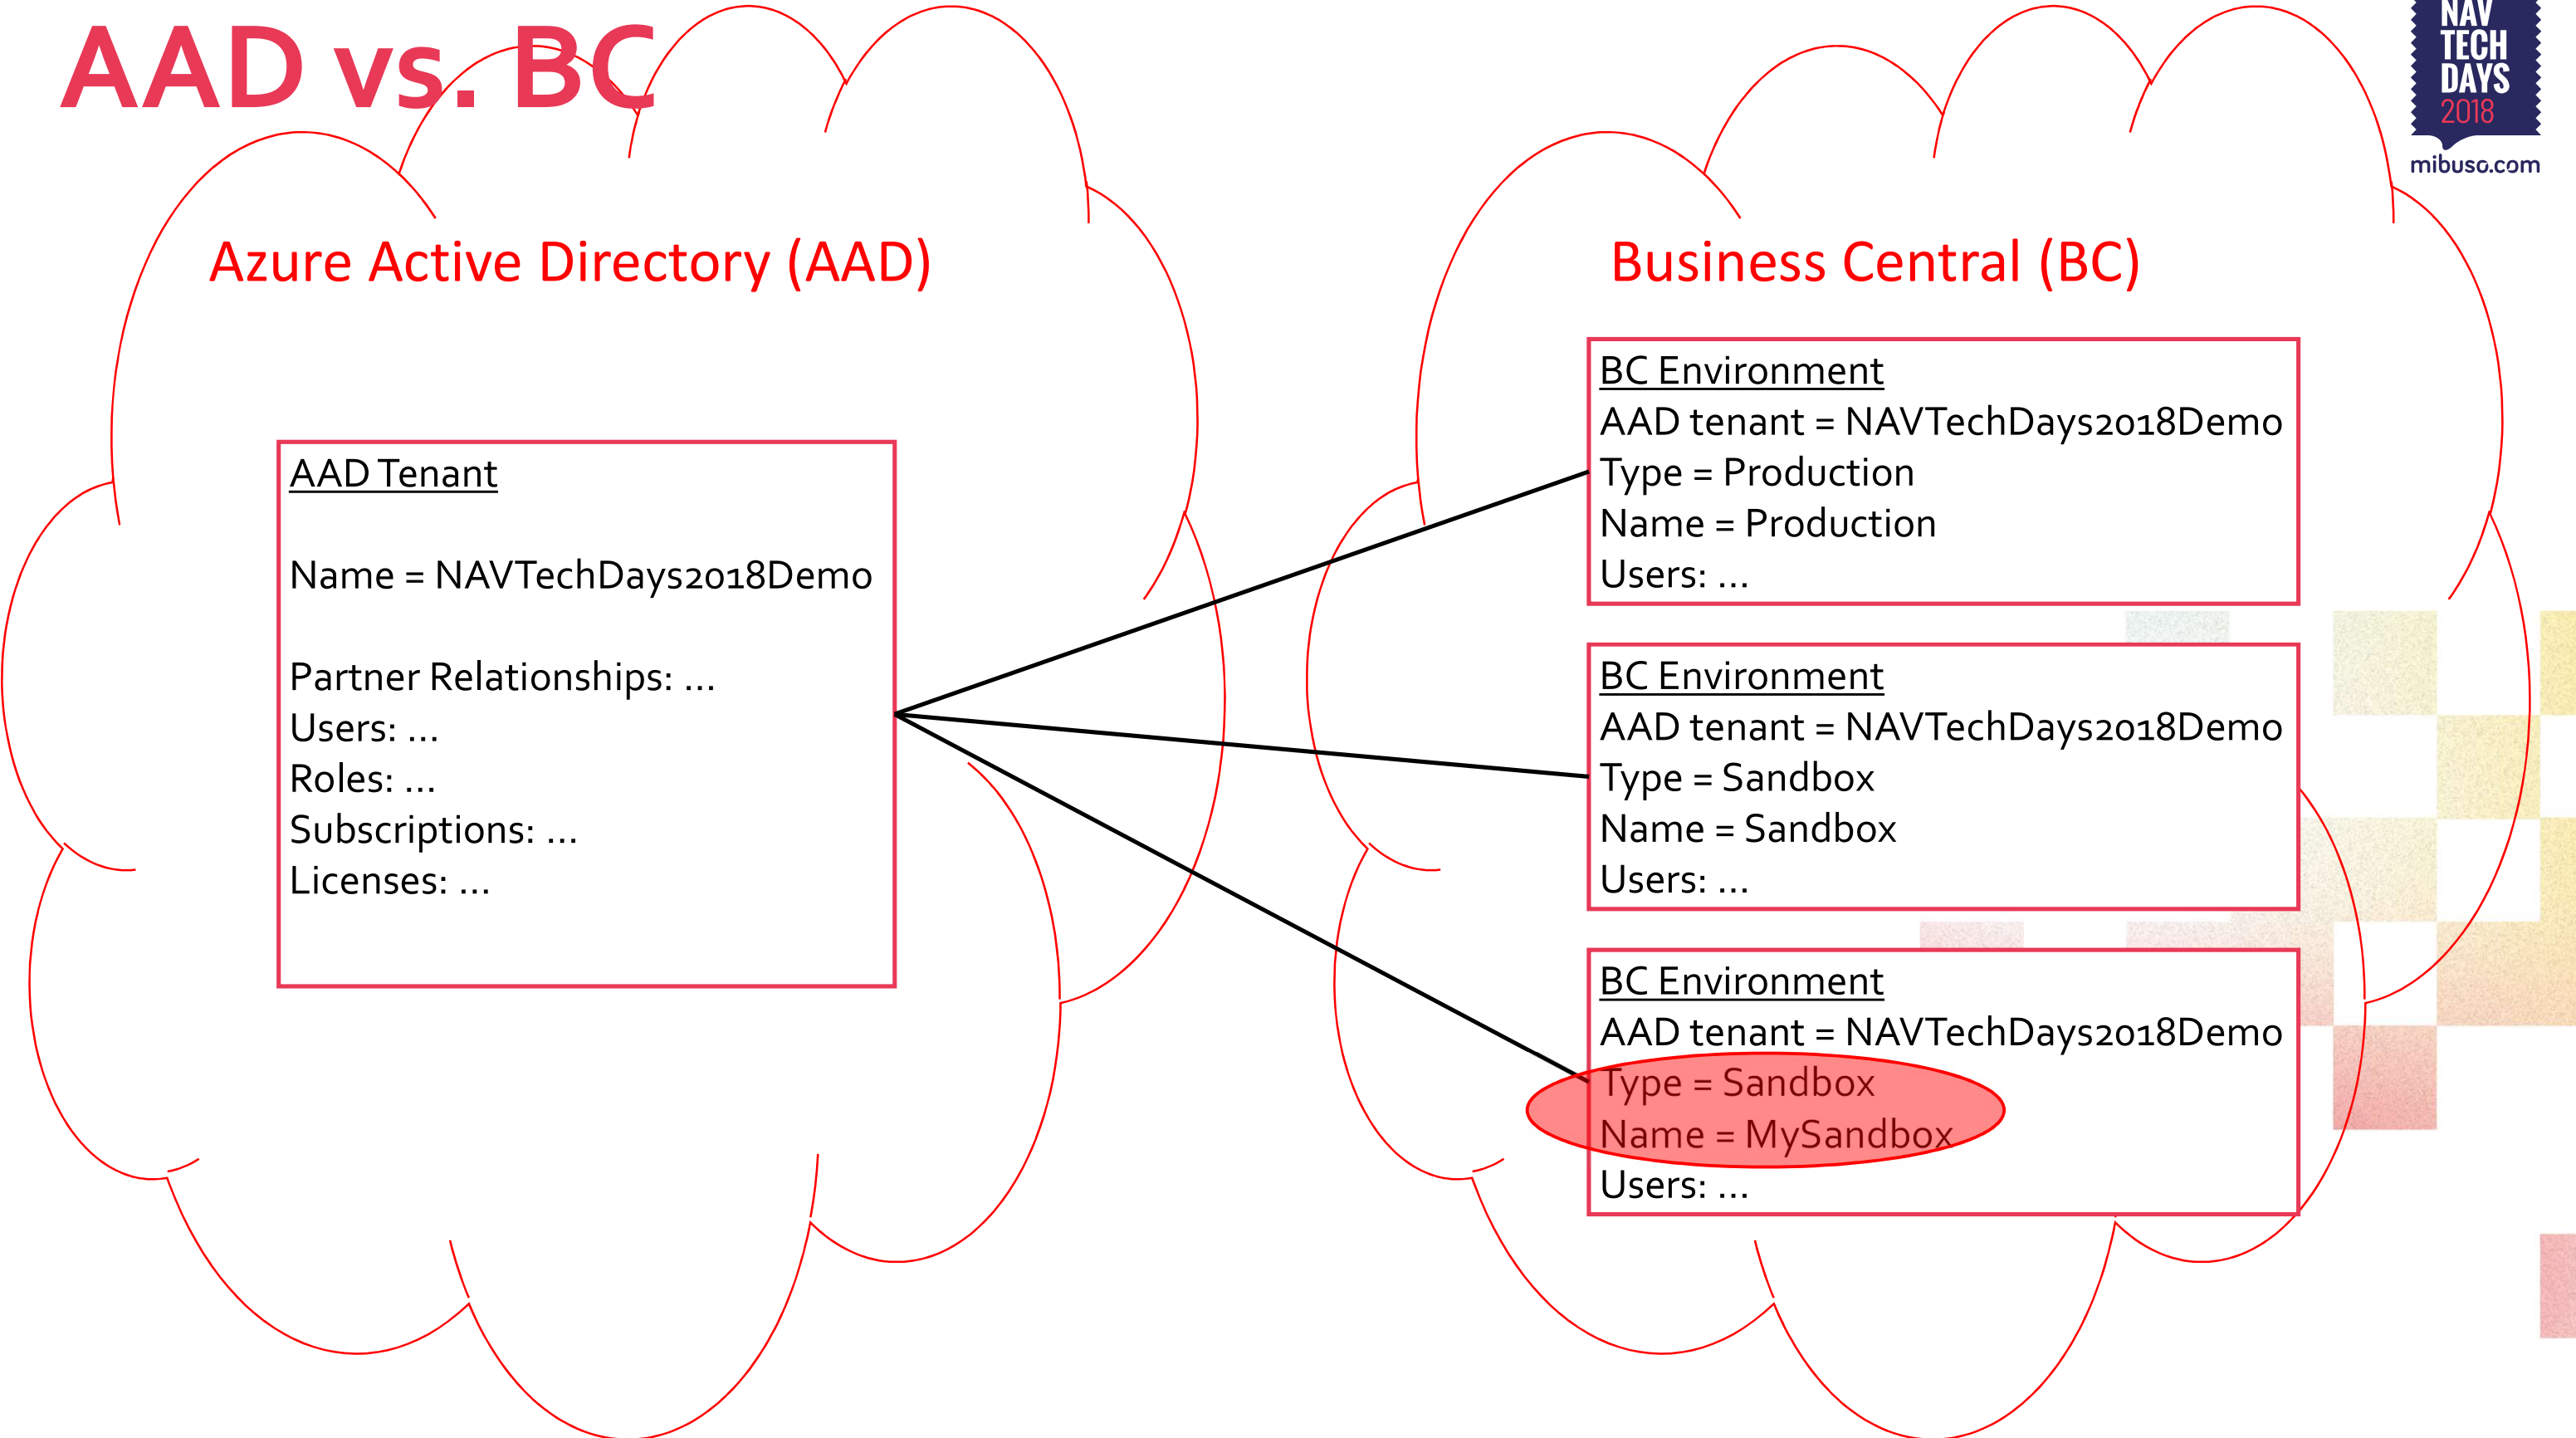 AAD vs. BC
NAV
TECH
DAYS
2018
mibuso.com
Azure Active Directory (AAD)
AAD Tenant
Name = NAVTechDays2018Demo
Partner Relationships: ...
Users: ...
Roles: ...
Subscriptions: ...
Licenses: ...
Business Central (BC)
BC Environment
AAD tenant = NAVTechDays2018Demo
Type = Production
Name = Production
Users: ...
BC Environment
AAD tenant = NAVTechDays2018Demo
Type = Sandbox
Name = Sandbox
Users: ...
BC Environment
AAD tenant = NAVTechDays2018Demo
Type = Sandbox
Name = MySandbox
Users: ...